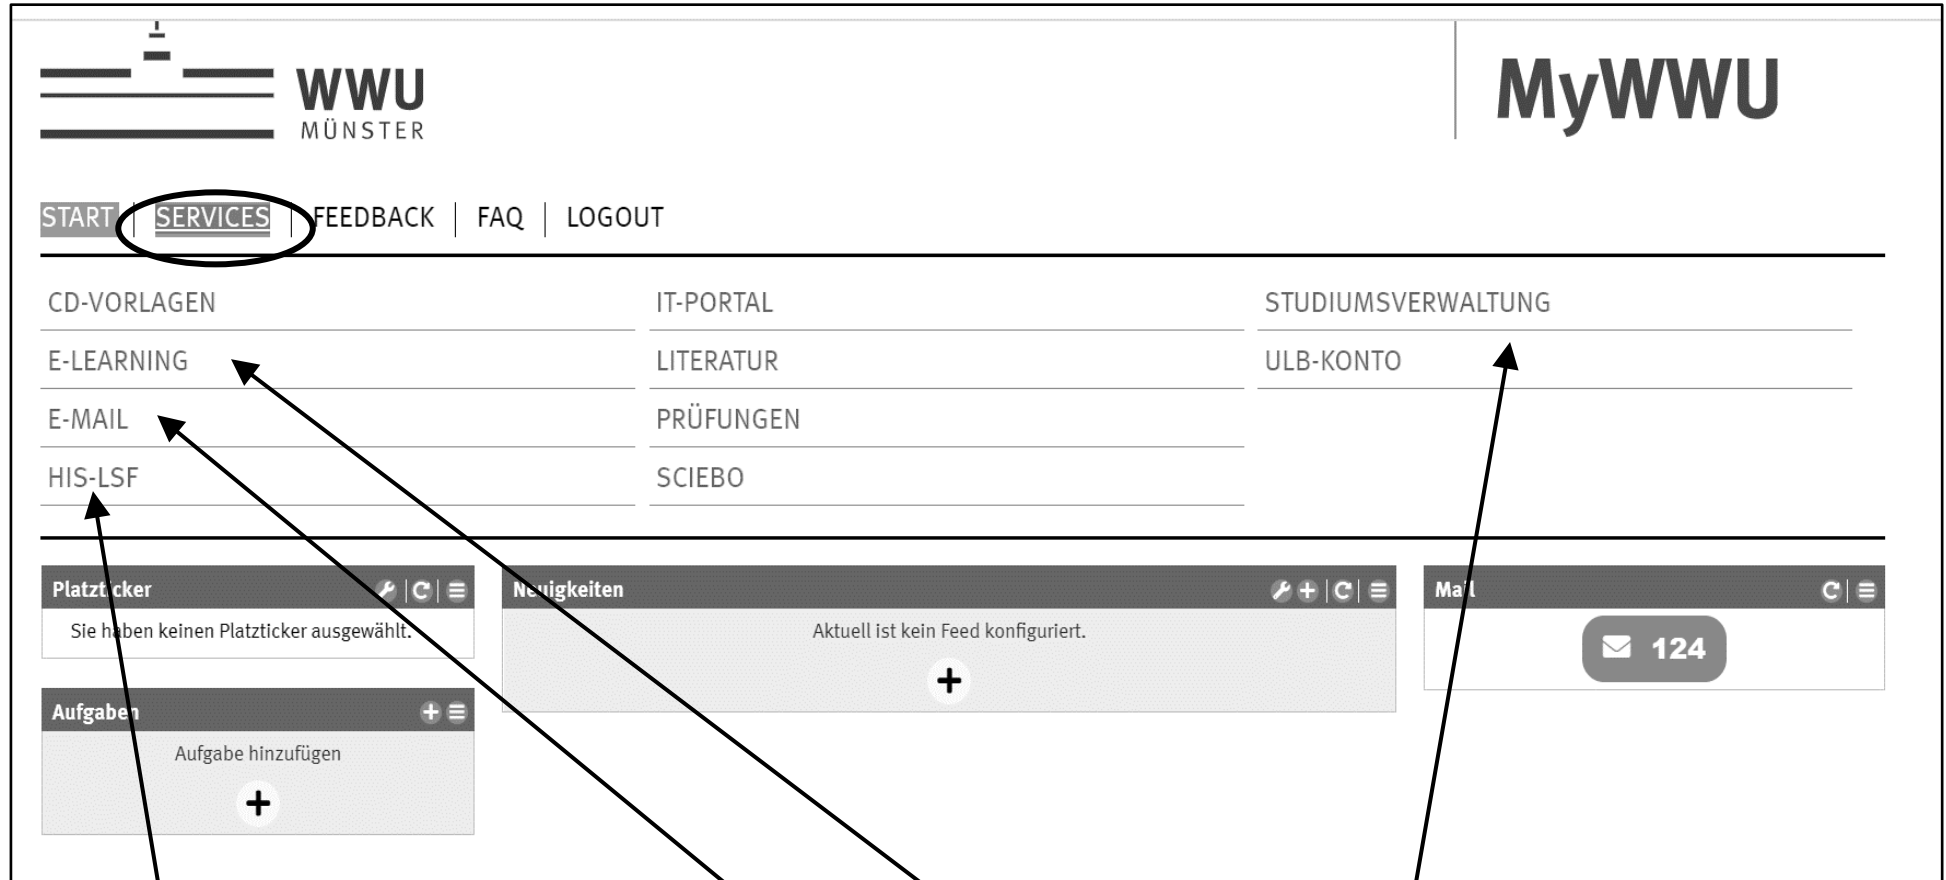 WWU
MÜNSTER
MyWWU
START | SERVICES | FEEDBACK | FAQ | LOGOUT
CD-VORLAGEN
E-LEARNING
E-MAIL
HIS-LSF
IT-PORTAL
LITERATUR
PRÜFUNGEN
SCIEBO
STUDIUMSVERWALTUNG
ULB-KONTO
Platzticker
Sie haben keinen Platzticker ausgewählt.
Aufgaben
Aufgabe hinzufügen
Neuigkeiten
Aktuell ist kein Feed konfiguriert.
Mail
124